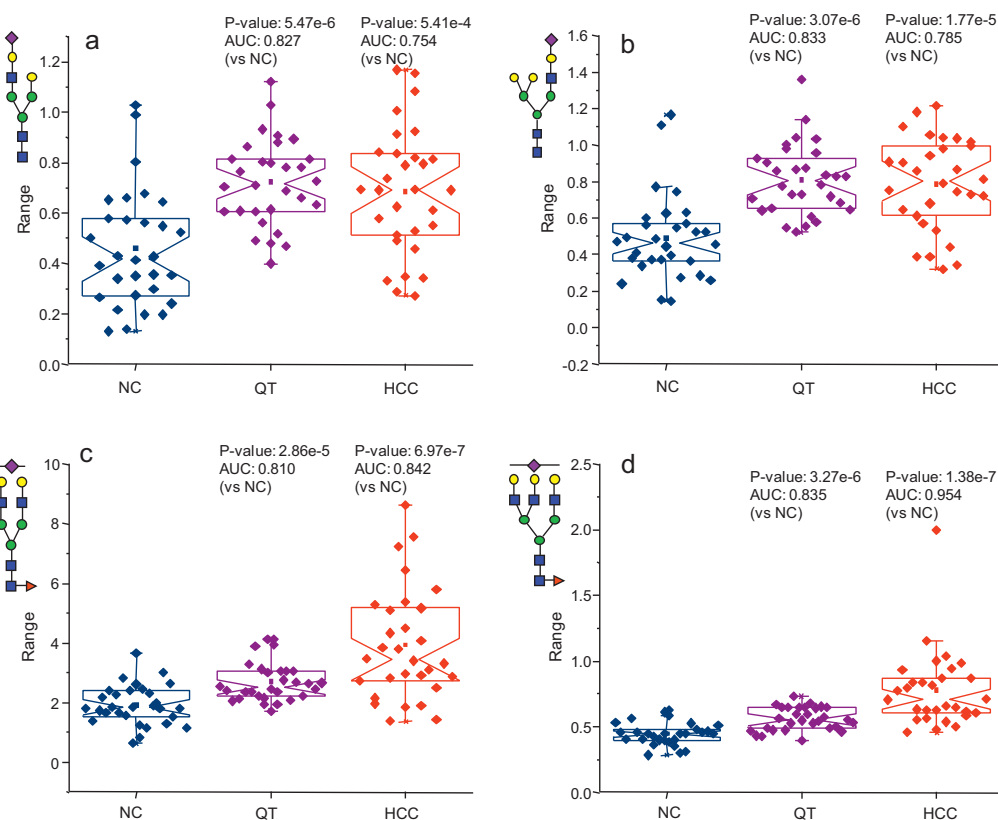 a
P-value: 5.47e-6
AUC: 0.827
(vs NC)
P-value: 5.41e-4
AUC: 0.754
(vs NC)
Range
1.2
1.0
0.8
0.6
0.4
0.2
0.0
NC QT HCC
b
P-value: 3.07e-6
AUC: 0.833
(vs NC)
P-value: 1.77e-5
AUC: 0.785
(vs NC)
Range
1.6
1.4
1.2
1.0
0.8
0.6
0.4
0.2
0.0
-0.2
NC QT HCC
c
P-value: 2.86e-5
AUC: 0.810
(vs NC)
P-value: 6.97e-7
AUC: 0.842
(vs NC)
Range
10
8
6
4
2
0
NC QT HCC
d
P-value: 3.27e-6
AUC: 0.835
(vs NC)
P-value: 1.38e-7
AUC: 0.954
(vs NC)
Range
2.5
2.0
1.5
1.0
0.5
0.0
NC QT HCC